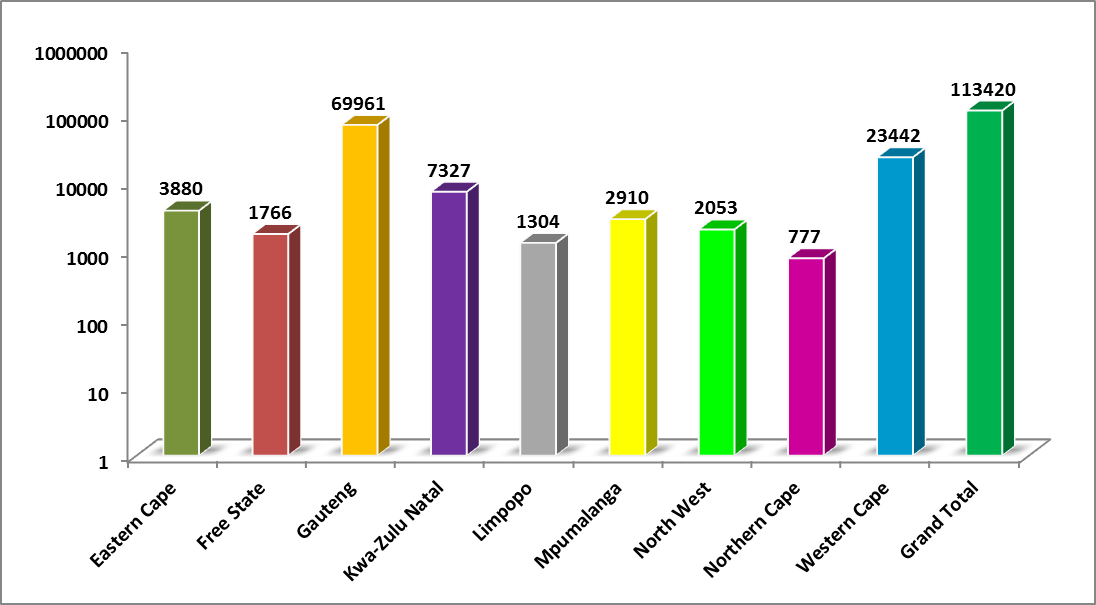 1000000
100000
10000
1000
100
10
1
3880
1766
69961
7327
1304
2910
2053
777
23442
113420
Eastern Cape
Free State
Gauteng
Kwa-Zulu Natal
Limpopo
Mpumalanga
North West
Northern Cape
Western Cape
Grand Total